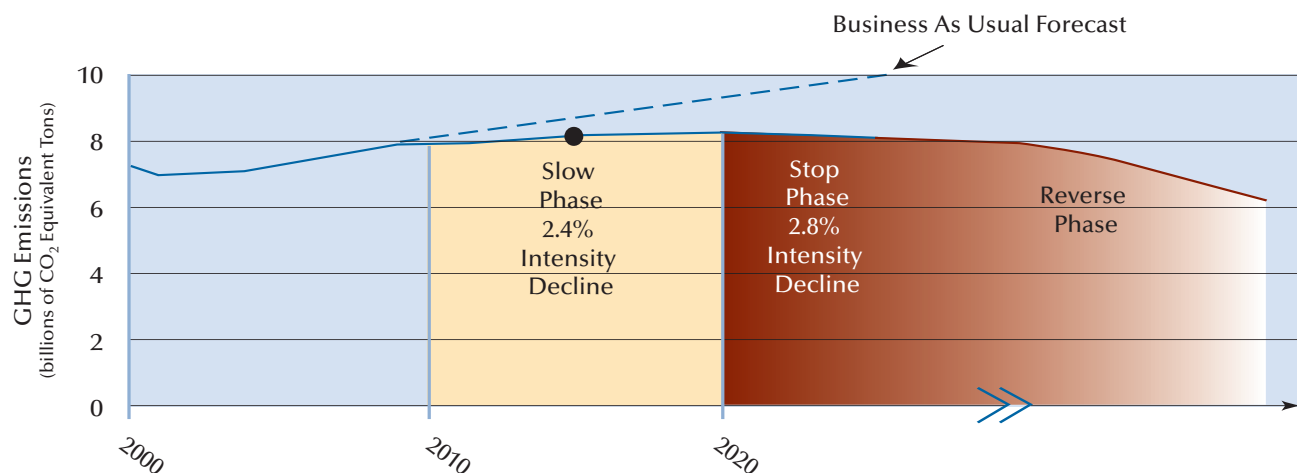 Business As Usual Forecast
GHG Emissions
(billions of CO₂ Equivalent Tons)
10
8
6
4
2
0
Slow
Phase
2.4%
Intensity
Decline
Stop
Phase
2.8%
Intensity
Decline
Reverse
Phase
2000
2010
2020